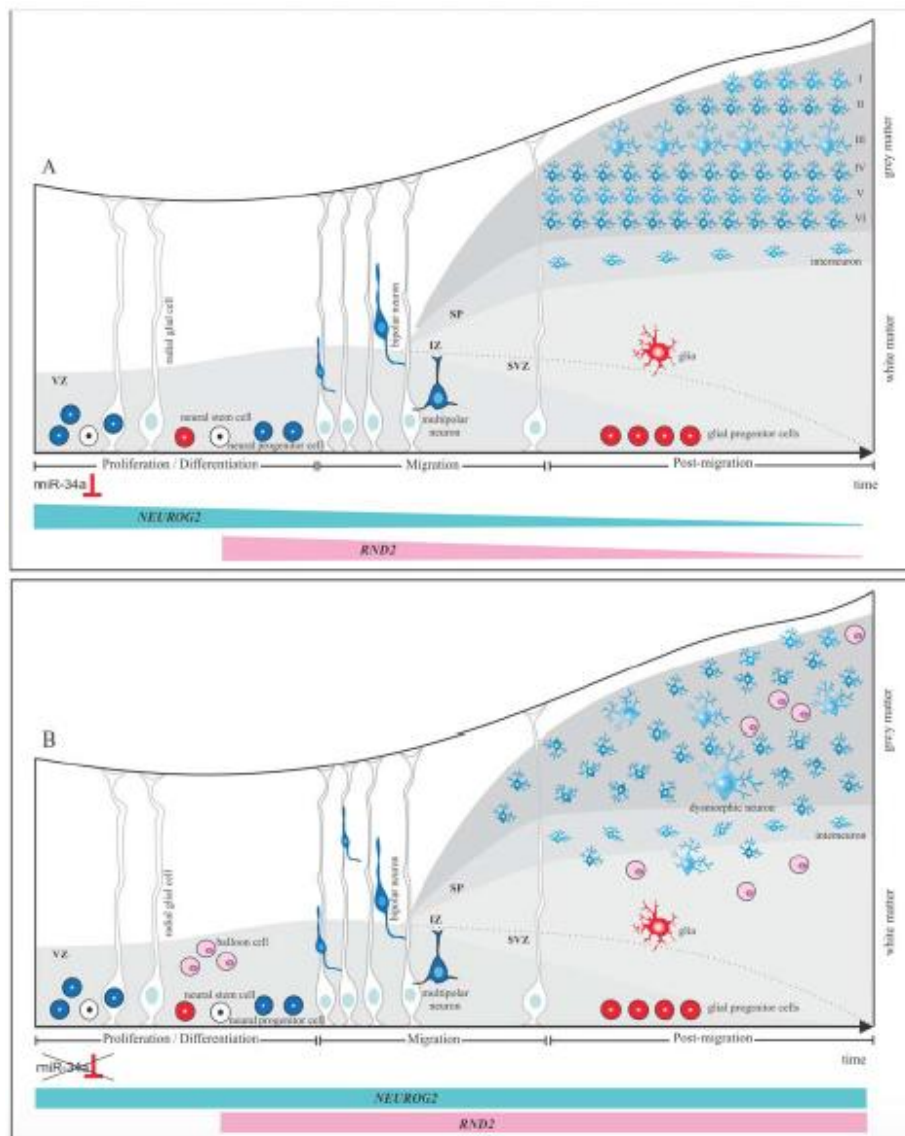 A
I
II
III
IV
V
VI
grey matter
interneuron
white matter
SP
IZ
SVZ
VZ
radial glial cell
bipolar neuron
multipolar
neuron
glia
neural stem cell
neural progenitor cell
glial progenitor cells
Proliferation / Differentiation
Migration
Post-migration
miR-34a
time
NEUROG2
RND2
B
grey matter
dysmorphic neuron
interneuron
white matter
SP
IZ
SVZ
VZ
radial glial cell
bipolar neuron
balloon cell
multipolar
neuron
glia
neural stem cell
neural progenitor cell
glial progenitor cells
Proliferation / Differentiation
Migration
Post-migration
miR-34a
time
NEUROG2
RND2